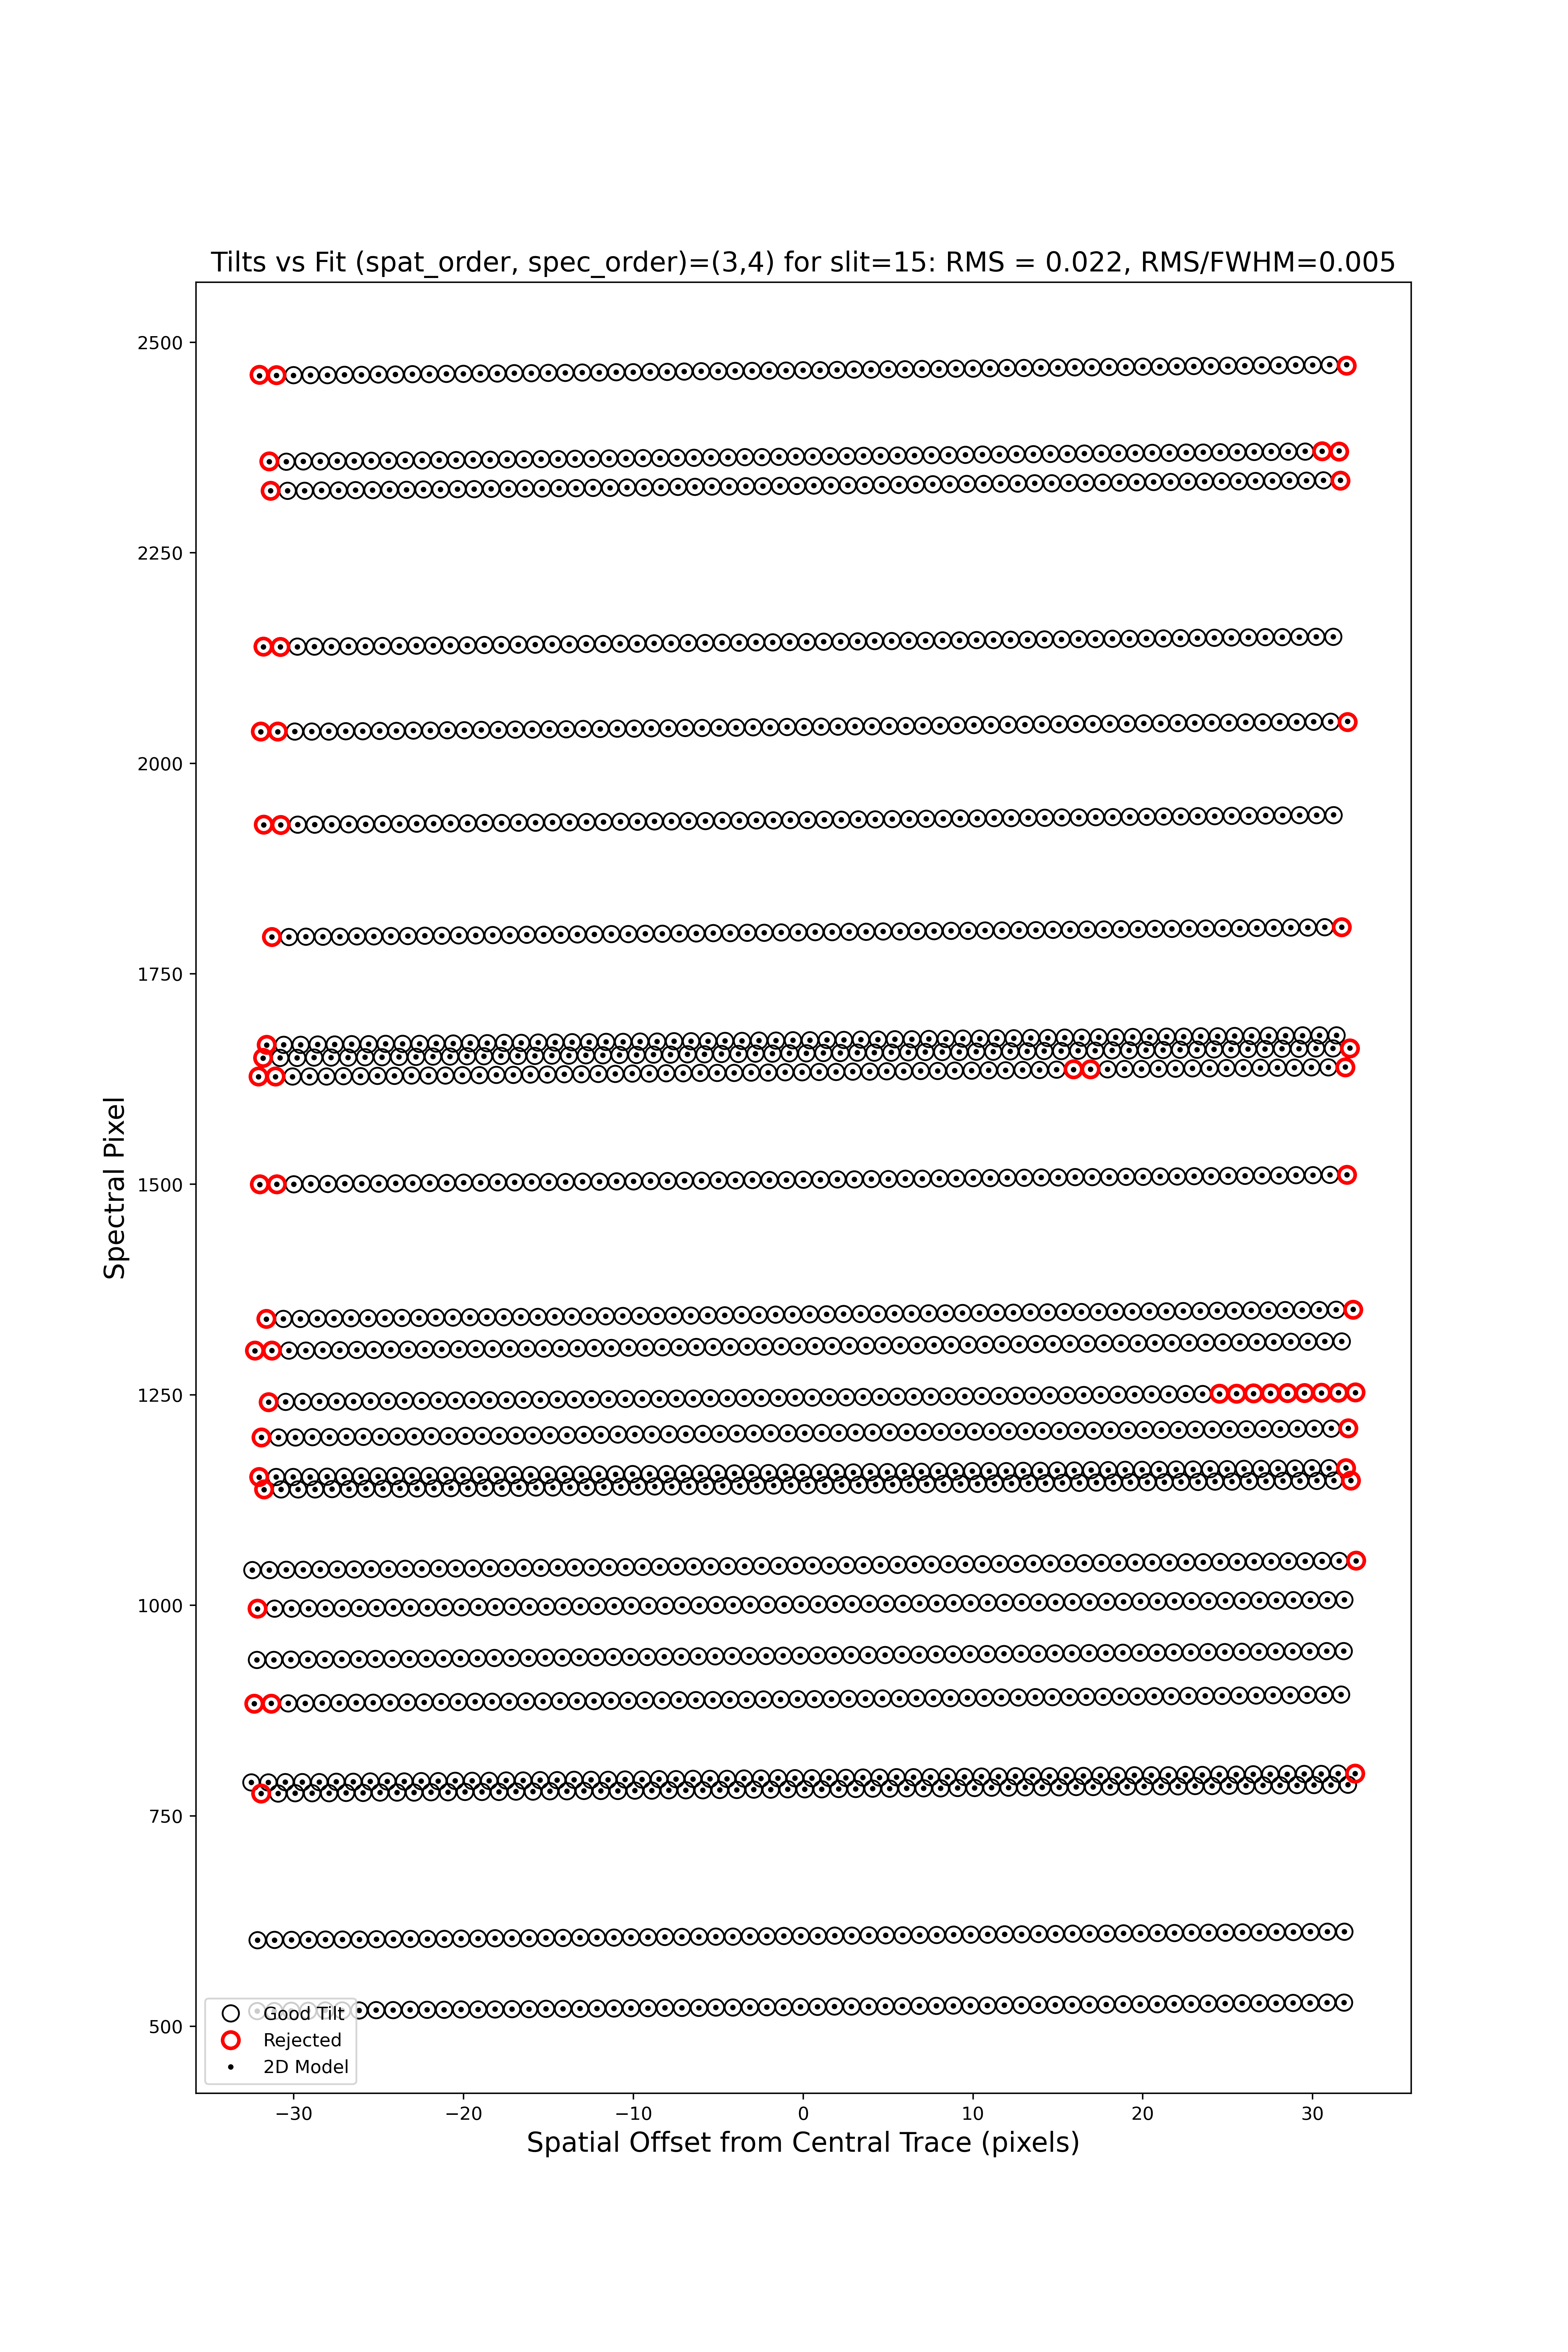 Tilts vs Fit (spat_order, spec_order)=(3,4) for slit=15: RMS = 0.022, RMS/FWHM=0.005
2500
2250
2000
1750
1500
1250
1000
750
500
Spectral Pixel
Good Tilt
Rejected
2D Model
−30
−20
−10
0
10
20
30
Spatial Offset from Central Trace (pixels)